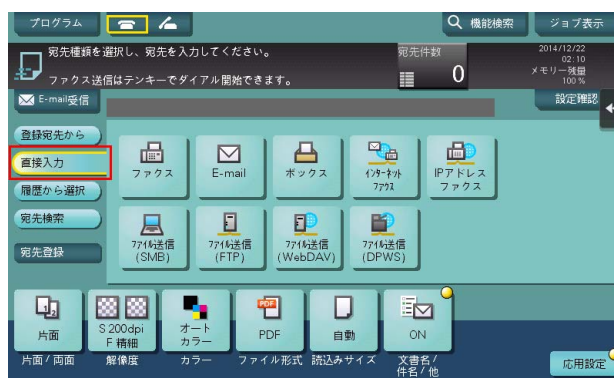 プログラム
機能検索
ジョブ表示
宛先種類を選択し、宛先を入力してください。
ファクス送信はテンキーでダイアル開始できます。
宛先件数
0
2014/12/22
02:10
メモリー残量
100 %
E-mail受信
設定確認
登録宛先から
直接入力
履歴から選択
宛先検索
宛先登録
ファクス
E-mail
ボックス
インターネット
ファクス
IPアドレス
ファクス
ファイル送信
(SMB)
ファイル送信
(FTP)
ファイル送信
(WebDAV)
ファイル送信
(DPWS)
片面
S 200dpi
F 精細
オート
カラー
PDF
自動
ON
片面/両面
解像度
カラー
ファイル形式
読込みサイズ
文書名/
件名/他
応用設定